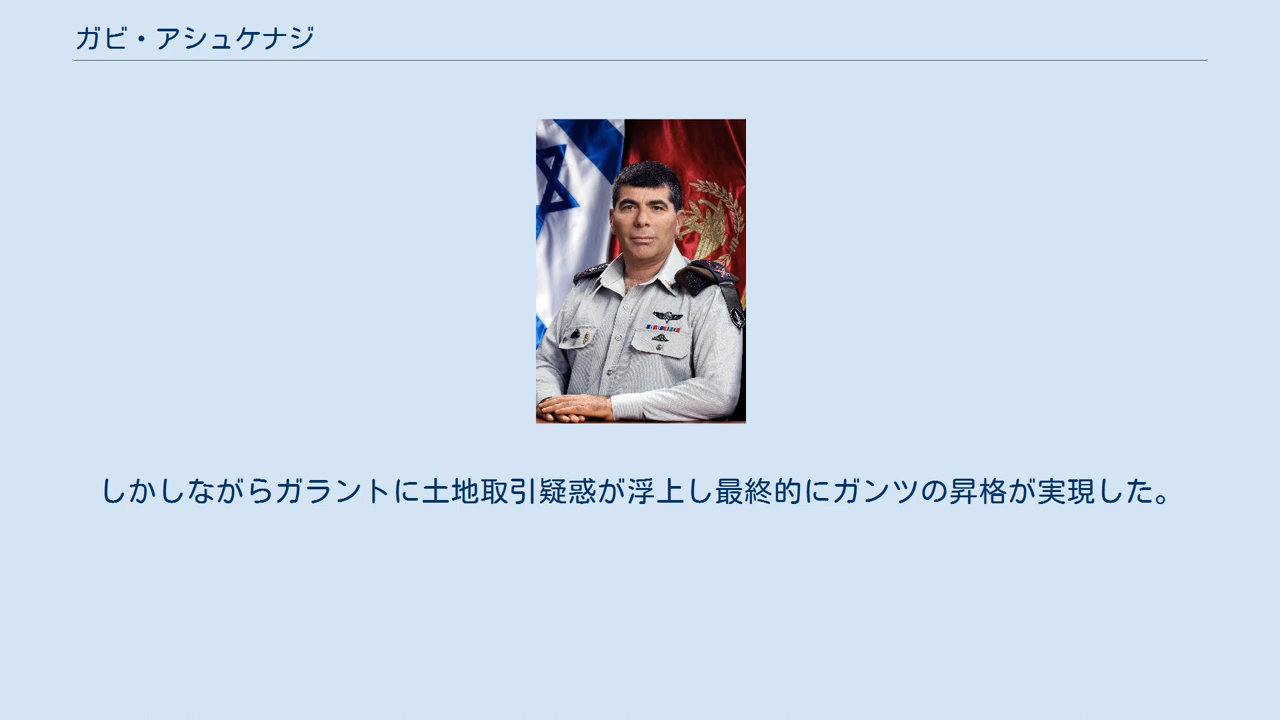 ガビ・アシュケナジ
しかしながらガラントに土地取引疑惑が浮上し最終的にガンツの昇格が実現した。